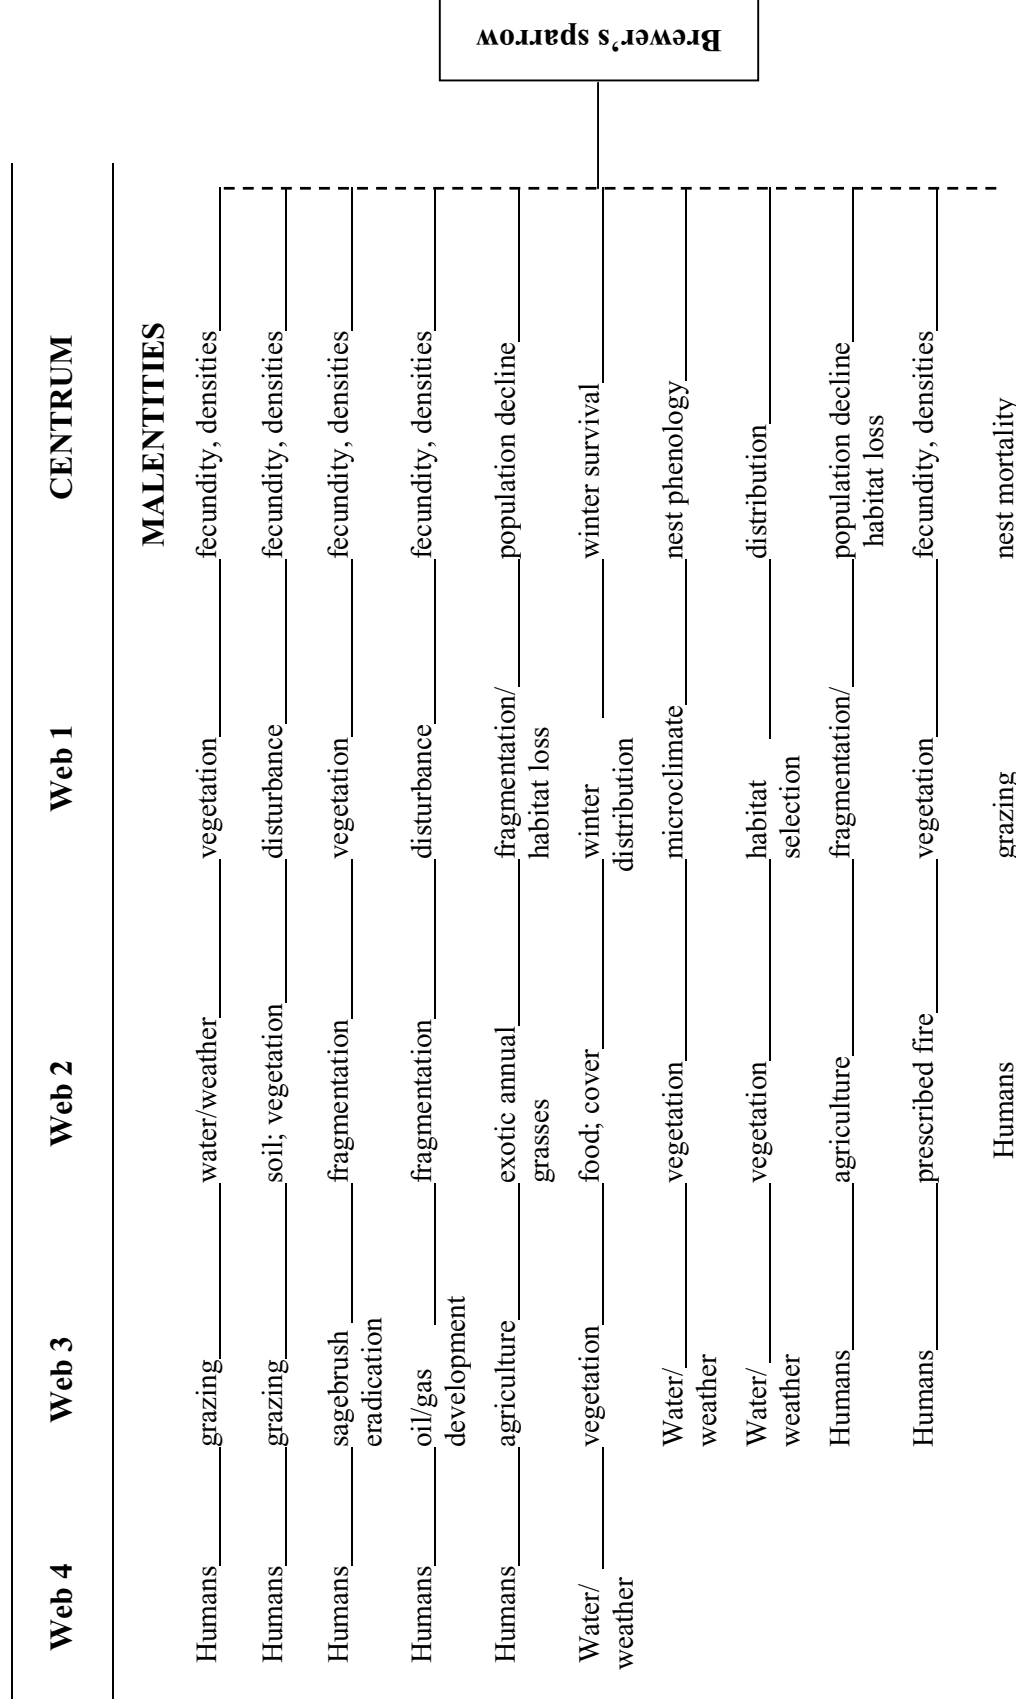 Web 4 Web 3 Web 2 Web 1 CENTRUM
MALENTITIES
Humans grazing water/weather vegetation fecundity, densities
Humans grazing soil; vegetation disturbance fecundity, densities
Humans sagebrush fragmentation vegetation fecundity, densities
eradication
Humans oil/gas fragmentation disturbance fecundity, densities
development
Humans agriculture exotic annual fragmentation/ population decline
grasses habitat loss
Water/ vegetation food; cover winter winter survival
weather distribution
Water/ vegetation microclimate nest phenology
weather
Water/ vegetation habitat distribution
weather selection
Humans agriculture fragmentation/ population decline
habitat loss
Humans prescribed fire vegetation fecundity, densities
Humans grazing nest mortality
Brewer's sparrow